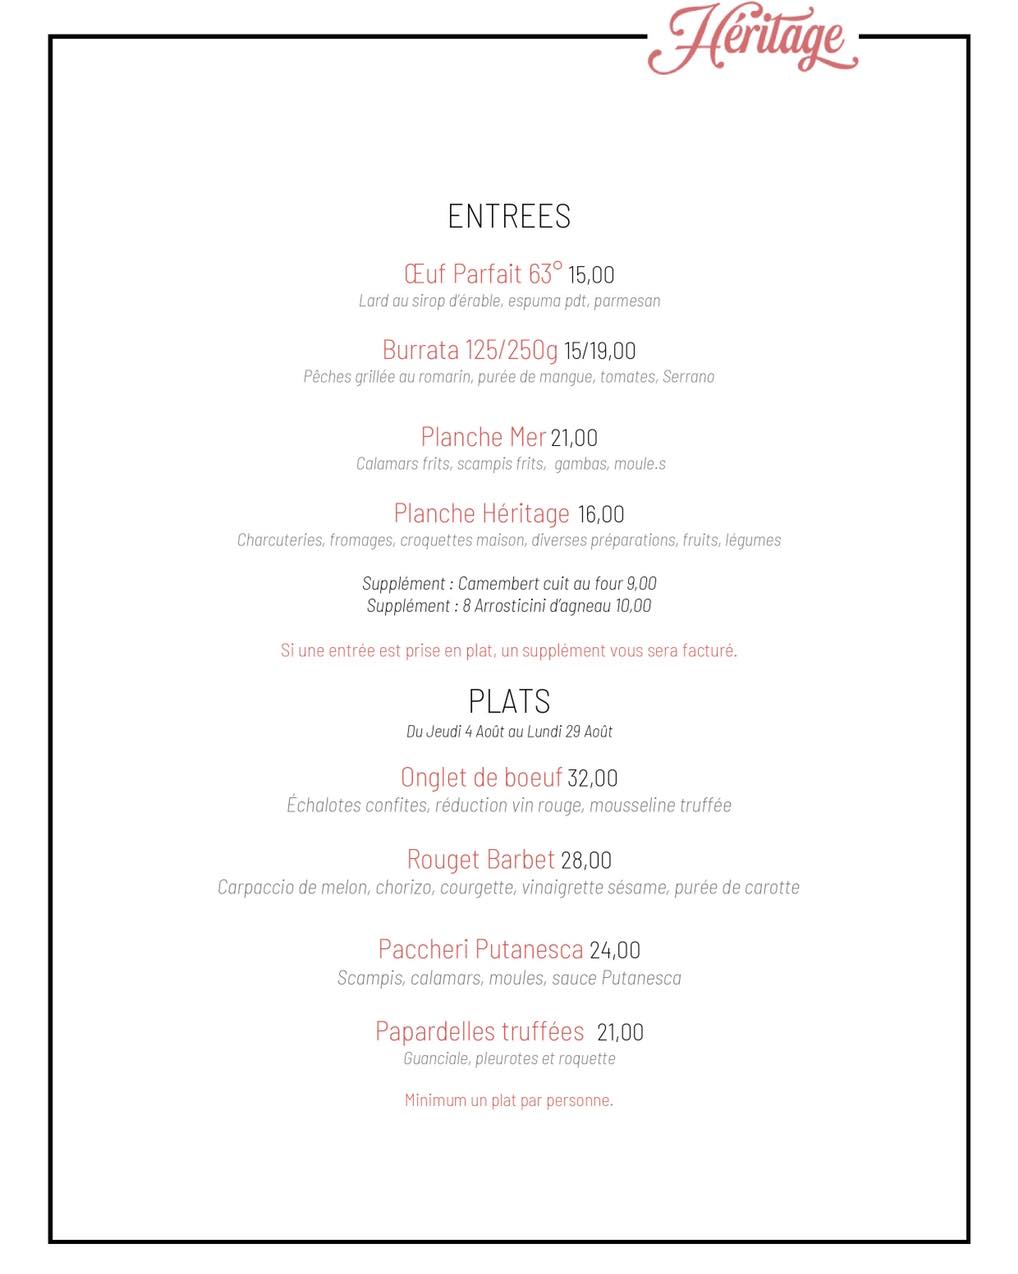 Héritage
ENTREES
Œuf Parfait 63° 15,00
Lard au sirop d'érable, espuma pdt, parmesan
Burrata 125/250g 15/19,00
Pêches grillée au romarin, purée de mangue, tomates, Serrano
Planche Mer 21,00
Calamars frits, scampis frits, gambas, moule.s
Planche Héritage 16,00
Charcuteries, fromages, croquettes maison, diverses préparations, fruits, légumes
Supplément : Camembert cuit au four 9,00
Supplément : 8 Arrosticini d'agneau 10,00
Si une entrée est prise en plat, un supplément vous sera facturé.
PLATS
Du Jeudi 4 Août au Lundi 29 Août
Onglet de boeuf 32,00
Échalotes confites, réduction vin rouge, mousseline truffée
Rouget Barbet 28,00
Carpaccio de melon, chorizo, courgette, vinaigrette sésame, purée de carotte
Paccheri Putanesca 24,00
Scampis, calamars, moules, sauce Putanesca
Papardelles truffées 21,00
Guanciale, pleurotes et roquette
Minimum un plat par personne.